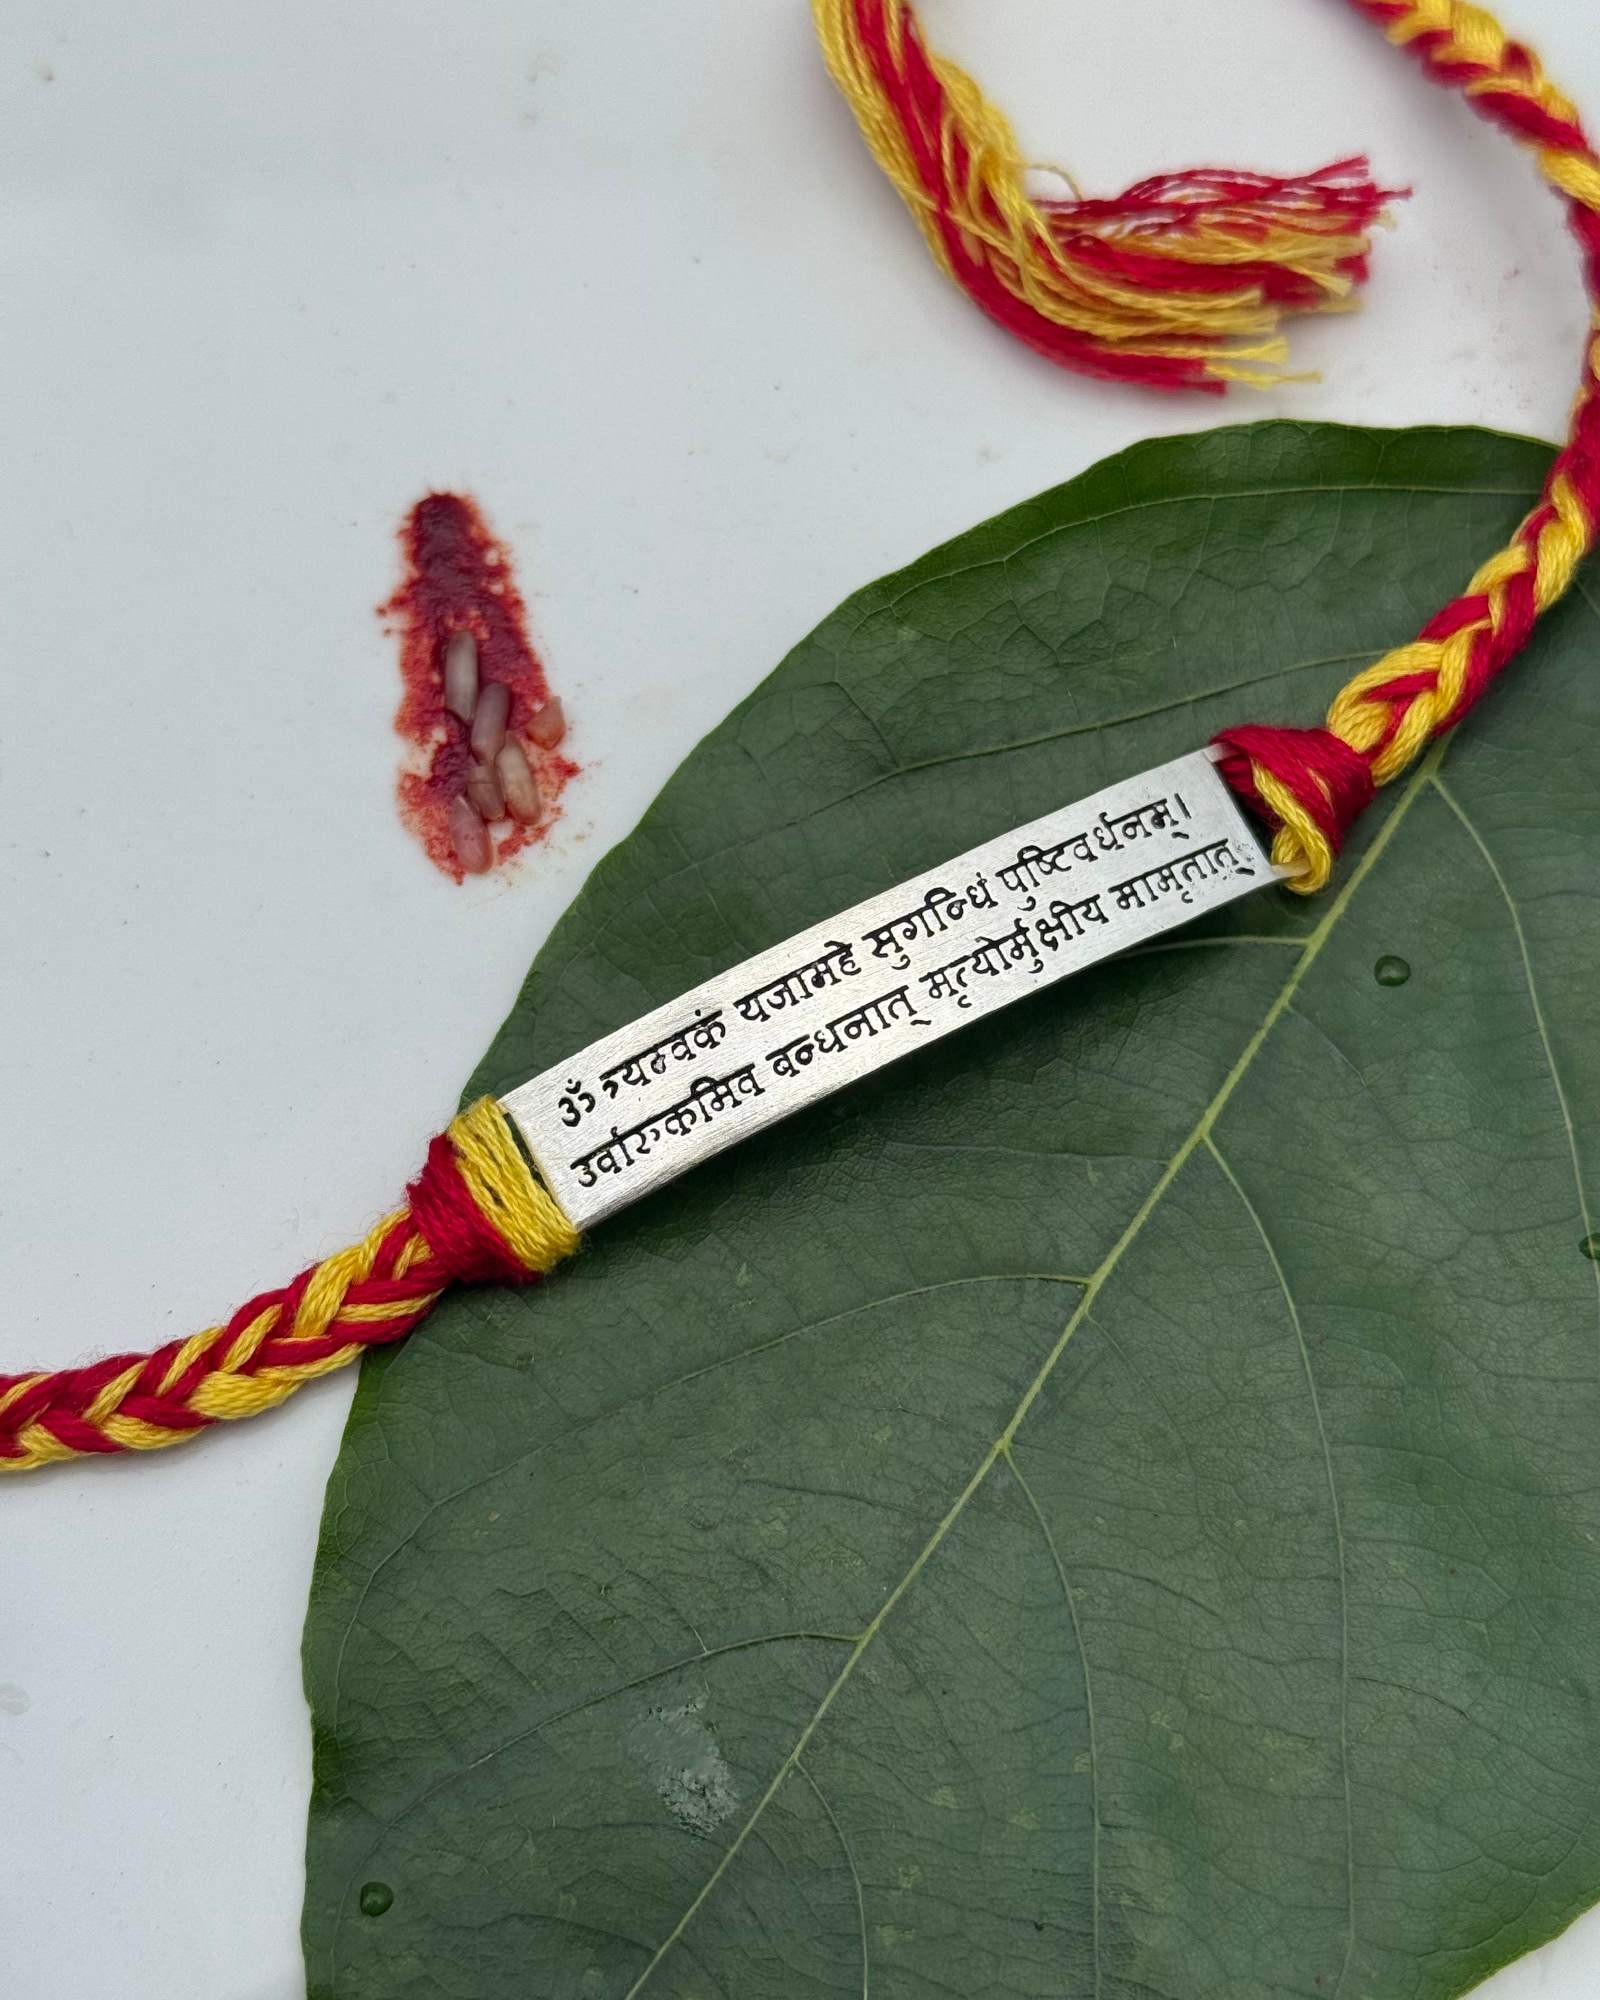 ॐ त्र्यम्बकं यजामहे सुगन्धिं पुष्टिवर्धनम्।
उर्वारुकमिव बन्धनात् मृत्योर्मुक्षीय मामृतात्